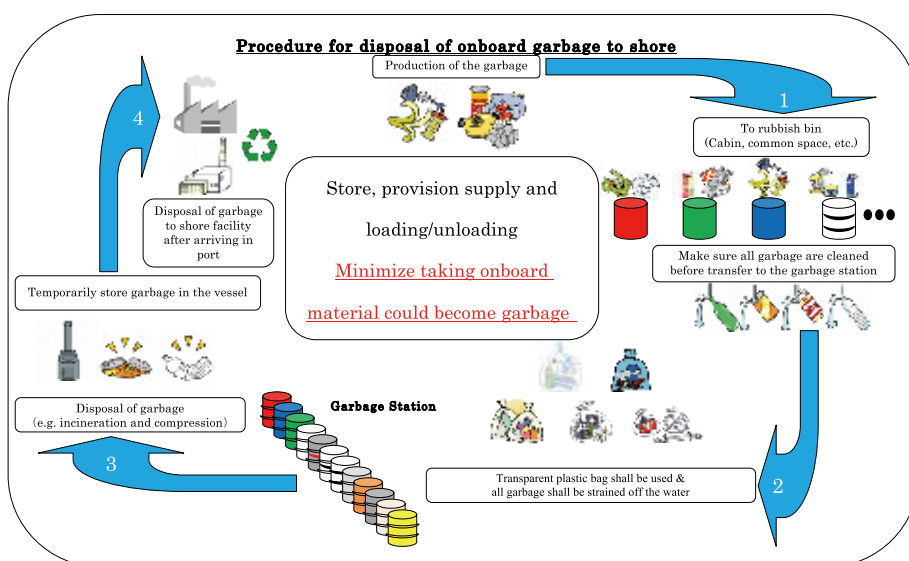 Procedure for disposal of onboard garbage to shore
Production of the garbage
1
To rubbish bin
(Cabin, common space, etc.)
Make sure all garbage are cleaned
before transfer to the garbage station
2
Transparent plastic bag shall be used &
all garbage shall be strained off the water
Garbage Station
3
Disposal of garbage
(e.g. incineration and compression)
Temporarily store garbage in the vessel
4
Disposal of garbage
to shore facility
after arriving in
port
Store, provision supply and
loading/unloading
Minimize taking onboard
material could become garbage